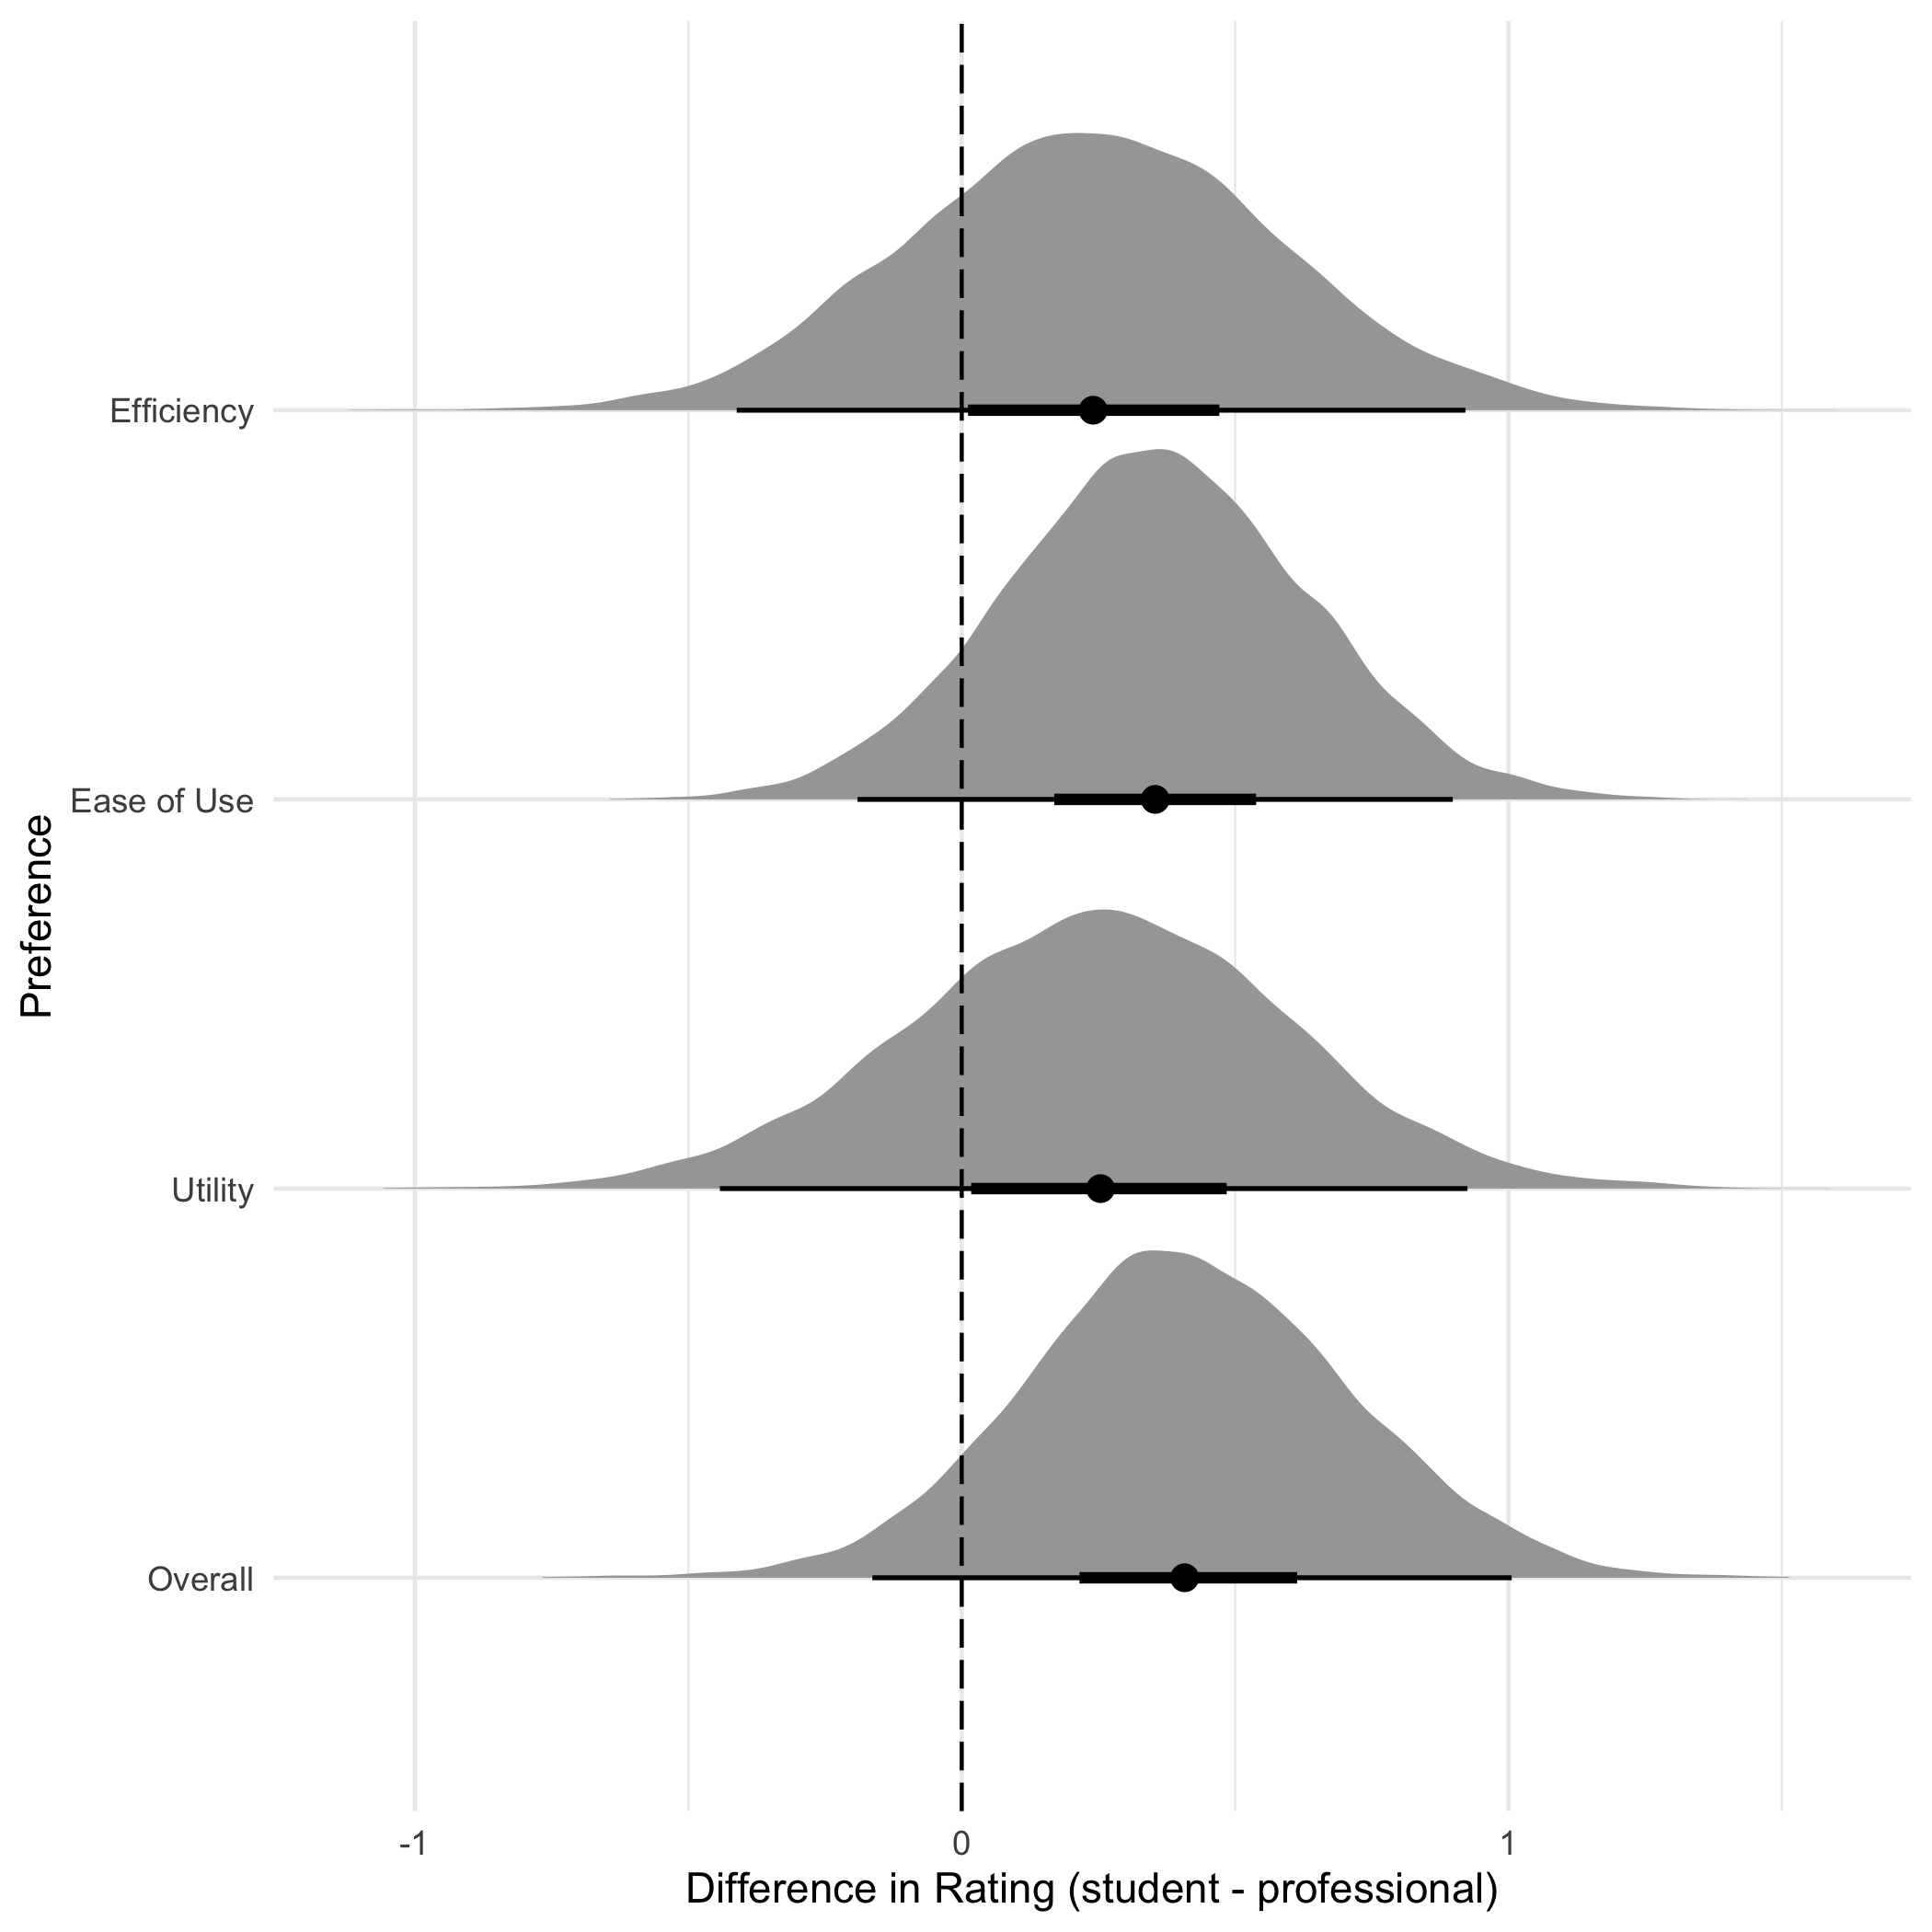 Efficiency
Ease of Use
Utility
Overall
Preference
-1 0 1
Difference in Rating (student - professional)